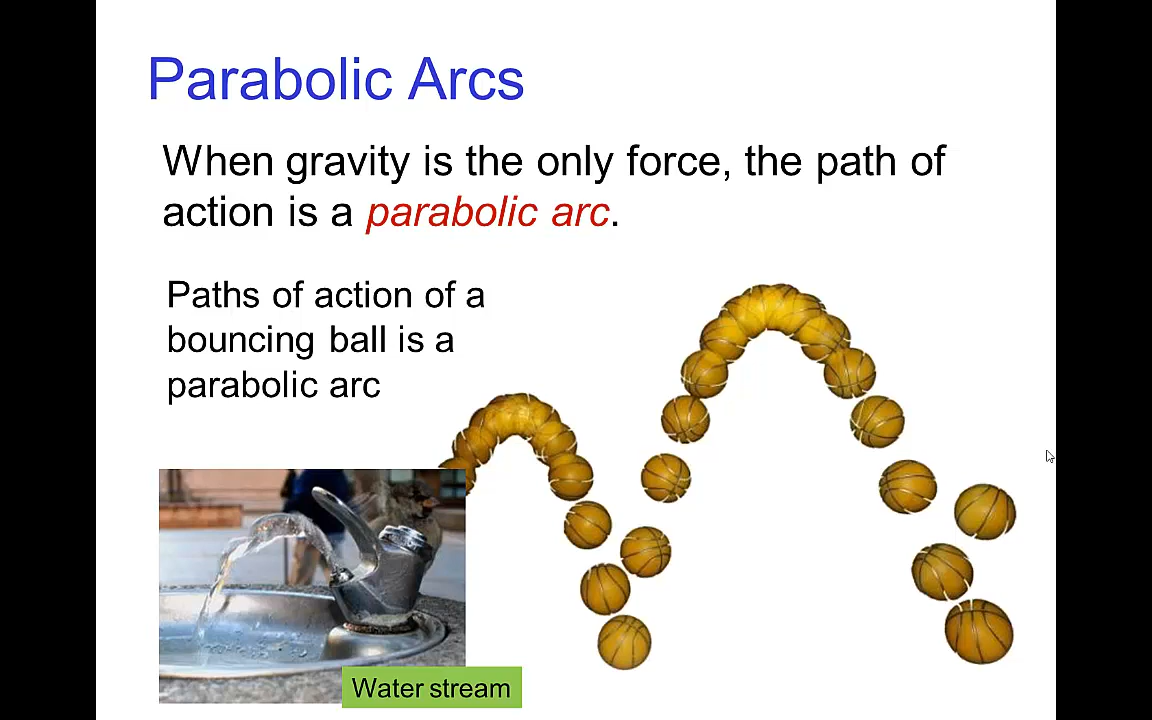 Parabolic Arcs
When gravity is the only force, the path of
action is a parabolic arc.
Paths of action of a
bouncing ball is a
parabolic arc
Water stream